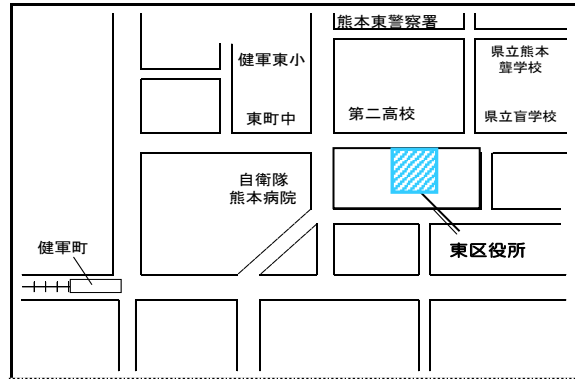 熊本東警察署
健軍東小
県立熊本
聾学校
東町中
第二高校
県立盲学校
自衛隊
熊本病院
健軍町
東区役所